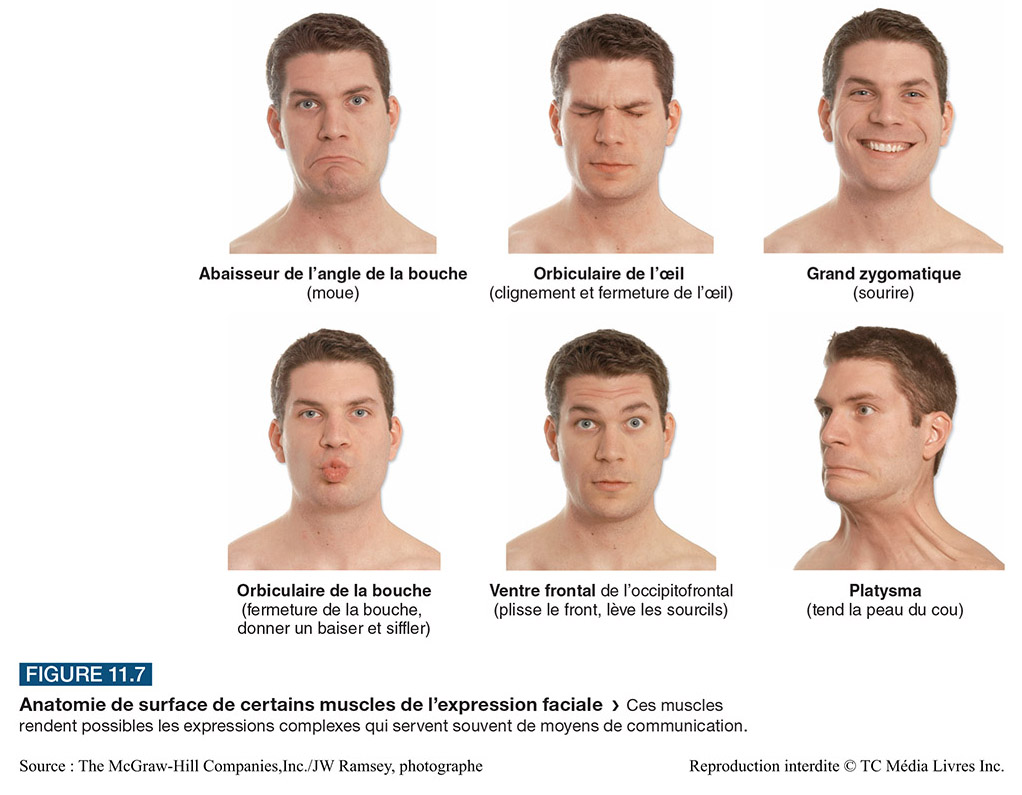 Abaisseur de l'angle de la bouche
(moue)
Orbiculaire de l'œil
(clignement et fermeture de l'œil)
Grand zygomatique
(sourire)
Orbiculaire de la bouche
(fermeture de la bouche,
donner un baiser et siffler)
Ventre frontal de l'occipitofrontal
(plisse le front, lève les sourcils)
Platysma
(tend la peau du cou)
FIGURE 11.7
Anatomie de surface de certains muscles de l'expression faciale › Ces muscles
rendent possibles les expressions complexes qui servent souvent de moyens de communication.
Source : The McGraw-Hill Companies,Inc./JW Ramsey, photographe
Reproduction interdite © TC Média Livres Inc.